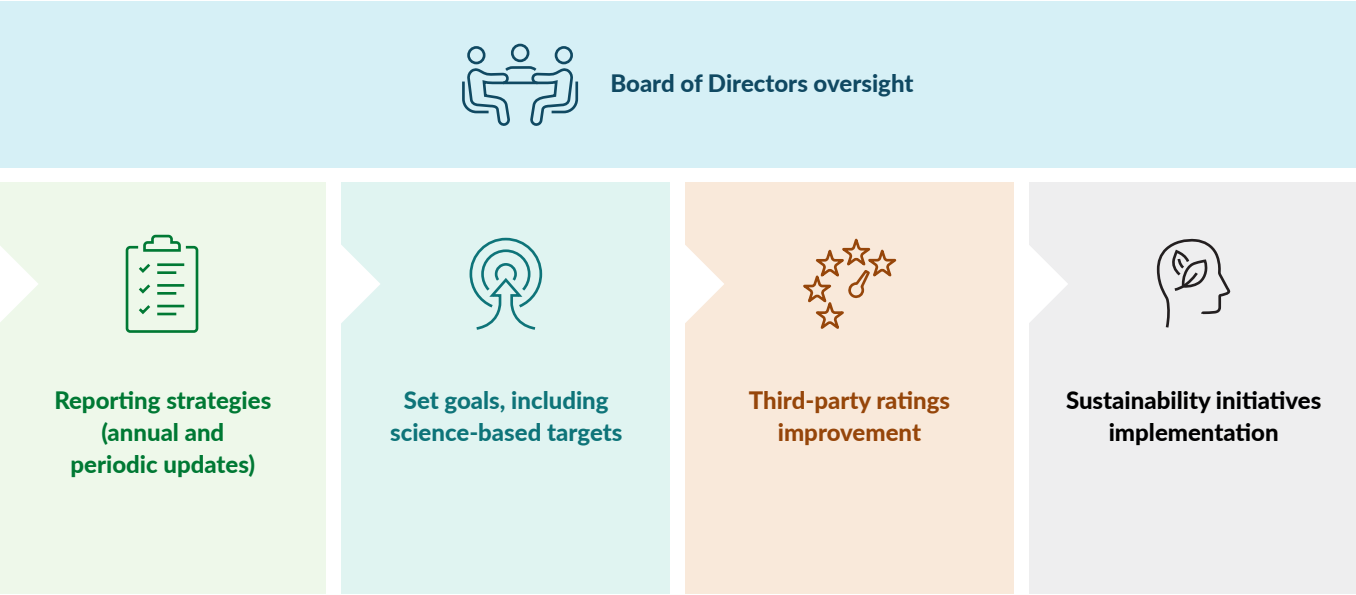 Board of Directors oversight
Reporting strategies
(annual and
periodic updates)
Set goals, including
science-based targets
Third-party ratings
improvement
Sustainability initiatives
implementation